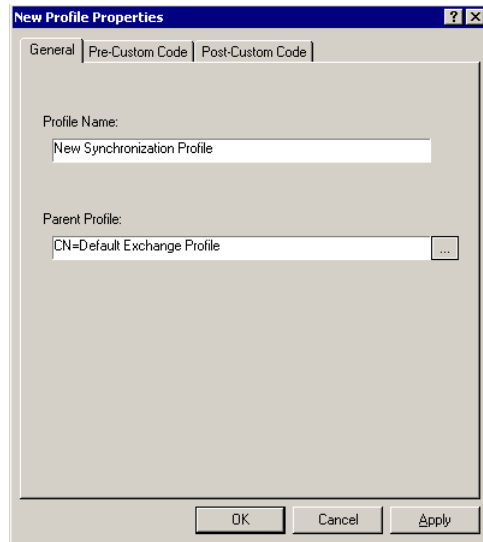 New Profile Properties
General Pre-Custom Code Post-Custom Code
Profile Name:
New Synchronization Profile
Parent Profile:
CN=Default Exchange Profile
...
OK Cancel Apply